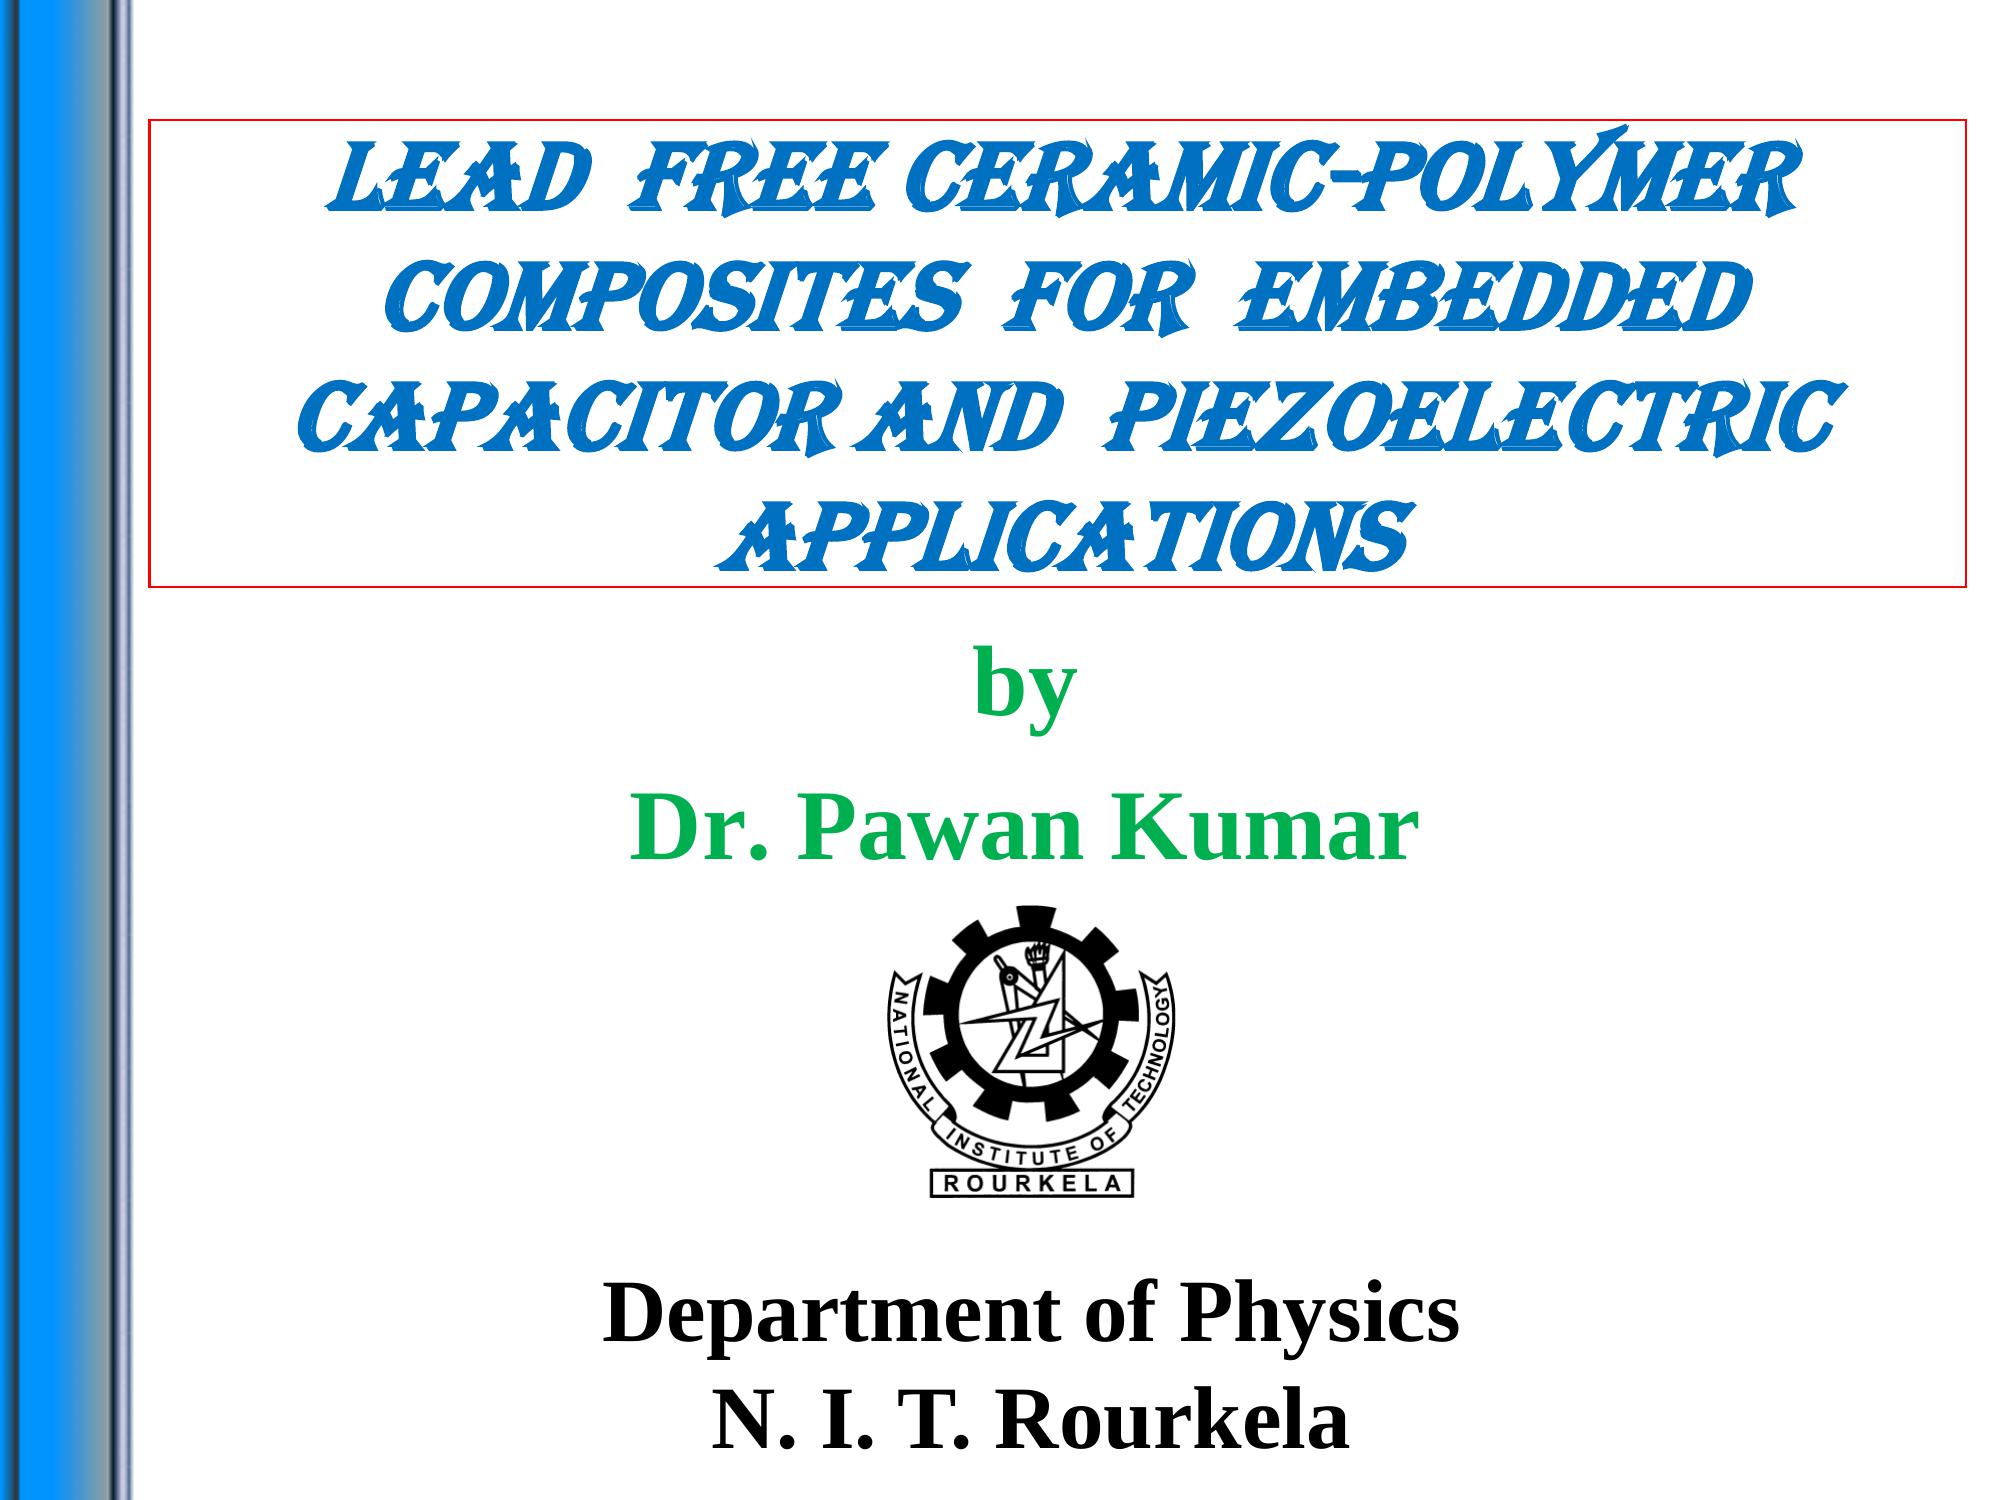 LEAD FREE CERAMIC-POLYMER
COMPOSITES FOR EMBEDDED
CAPACITOR AND PIEZOELECTRIC
APPLICATIONS
by
Dr. Pawan Kumar
NATIONAL INSTITUTE OF TECHNOLOGY
ROURKELA
Department of Physics
N. I. T. Rourkela